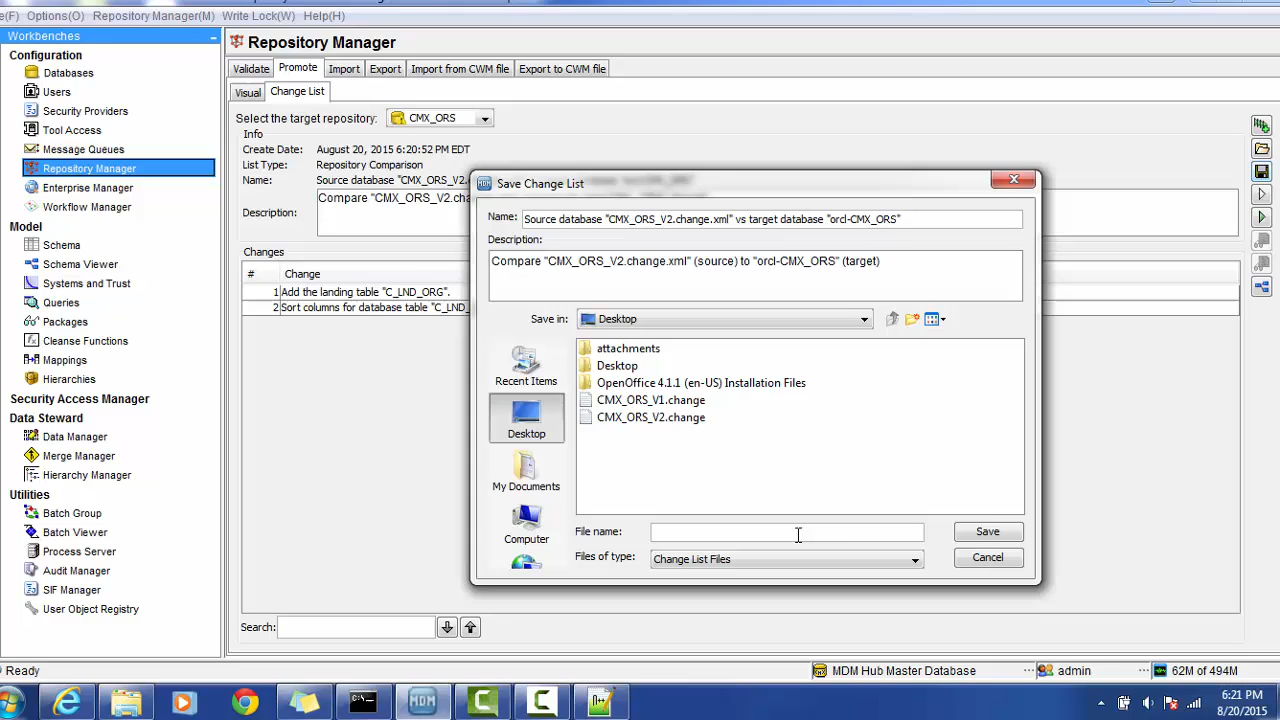 e(F) Options(O) Repository Manager(M) Write Lock(W) Help(H)
Workbenches
Configuration
Databases
Users
Security Providers
Tool Access
Message Queues
Repository Manager
Enterprise Manager
Workflow Manager
Model
Schema
Schema Viewer
Systems and Trust
Queries
Packages
Cleanse Functions
Mappings
Hierarchies
Security Access Manager
Data Steward
Data Manager
Merge Manager
Hierarchy Manager
Utilities
Batch Group
Batch Viewer
Process Server
Audit Manager
SIF Manager
User Object Registry
Repository Manager
Validate Promote Import Export Import from CWM file Export to CWM file
Visual Change List
Select the target repository: CMX_ORS
Info
Create Date: August 20, 2015 6:20:52 PM EDT
List Type: Repository Comparison
Name: Source database "CMX_ORS_V2.
Description: Compare "CMX_ORS_V2.cha
Changes
# Change
1 Add the landing table "C_LND_ORG".
2 Sort columns for database table "C_LND_
Search:
Save Change List
Name: Source database "CMX_ORS_V2.change.xml" vs target database "orcl-CMX_ORS"
Description:
Compare "CMX_ORS_V2.change.xml" (source) to "orcl-CMX_ORS" (target)
Save in: Desktop
Recent Items
Desktop
My Documents
Computer
attachments
Desktop
OpenOffice 4.1.1 (en-US) Installation Files
CMX_ORS_V1.change
CMX_ORS_V2.change
File name: Save
Files of type: Change List Files Cancel
Ready MDM Hub Master Database admin 62M of 494M
MDM
6:21 PM
8/20/2015